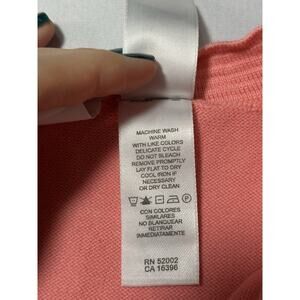 MACHINE WASH
WARM
WITH LIKE COLORS
DELICATE CYCLE
DO NOT BLEACH
REMOVE PROMPTLY
LAY FLAT TO DRY
COOL IRON IF
NECESSARY
OR DRY CLEAN
CON COLORES
SIMILARES
NO BLANQUEAR
RETIRAR
INMEDIATAMENTE
RN 52002
CA 16396